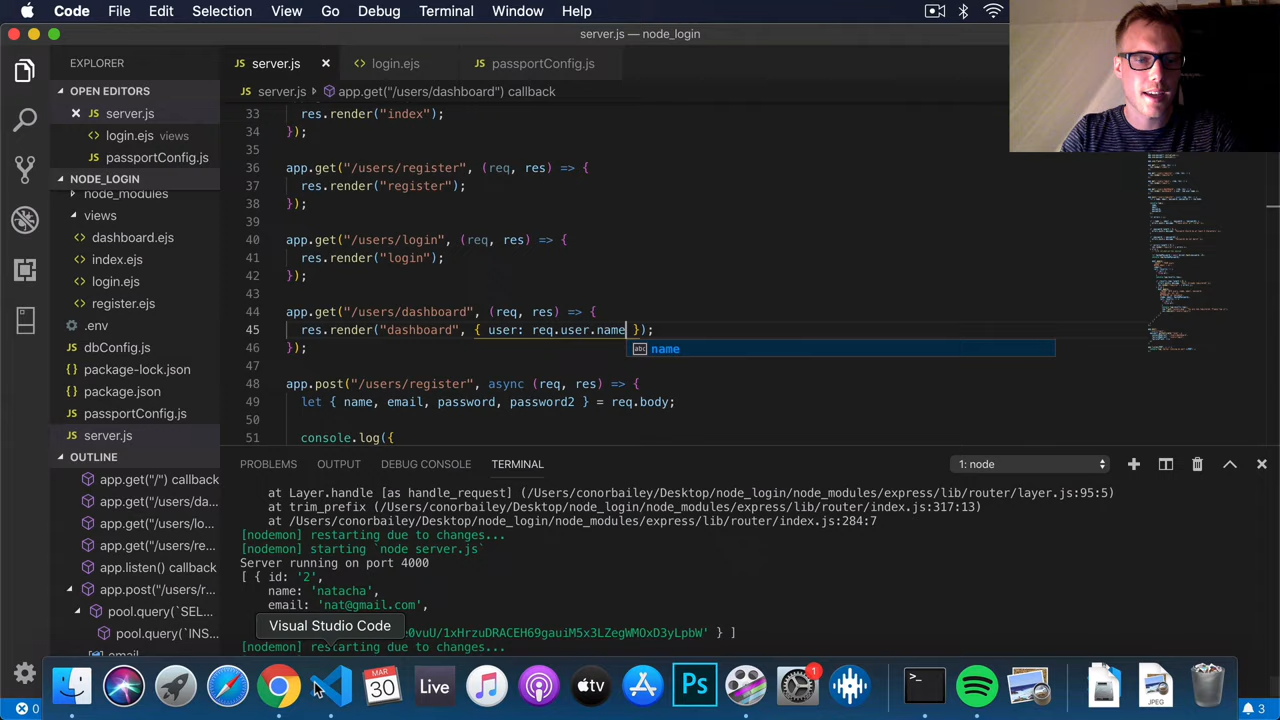 Code File Edit Selection View Go Debug Terminal Window Help
server.js — node_login
EXPLORER
server.js
login.ejs
passportConfig.js
OPEN EDITORS
server.js > app.get("/users/dashboard") callback
server.js
login.ejs views
passportConfig.js
NODE_LOGIN
node_modules
views
dashboard.ejs
index.ejs
login.ejs
register.ejs
.env
dbConfig.js
package-lock.json
package.json
passportConfig.js
server.js
33 res.render("index");
34 });
35
36 app.get("/users/register", (req, res) => {
37 res.render("register");
38 });
39
40 app.get("/users/login", (req, res) => {
41 res.render("login");
42 });
43
44 app.get("/users/dashboard", (req, res) => {
45 res.render("dashboard", { user: req.user.name });
46 });
abc name
47
48 app.post("/users/register", async (req, res) => {
49 let { name, email, password, password2 } = req.body;
50
51 console.log({
OUTLINE
app.get("/") callback
app.get("/users/da...
app.get("/users/lo...
app.get("/users/re...
app.listen() callback
app.post("/users/r...
pool.query(`SEL...
pool.query(`INS...
email
PROBLEMS OUTPUT DEBUG CONSOLE TERMINAL
1: node
at Layer.handle [as handle_request] (/Users/conorbailey/Desktop/node_login/node_modules/express/lib/router/layer.js:95:5)
at trim_prefix (/Users/conorbailey/Desktop/node_login/node_modules/express/lib/router/index.js:317:13)
at /Users/conorbailey/Desktop/node_login/node_modules/express/lib/router/index.js:284:7
[nodemon] restarting due to changes...
[nodemon] starting `node server.js`
Server running on port 4000
[ { id: '2',
name: 'natacha',
email: 'nat@gmail.com',
Visual Studio Code
0vuU/1xHrzuDRACEH69gauiM5x3LZegWMOxD3yLpbW' } ]
[nodemon] restarting due to changes...
MAR
30
Live
tv
Ps
1
>_
JPEG
0
3